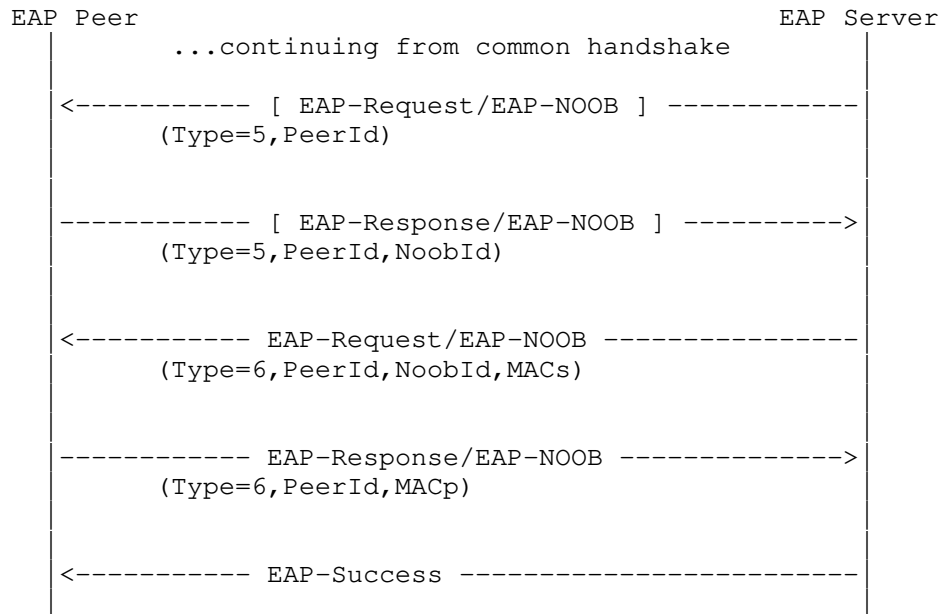 EAP Peer EAP Server
...continuing from common handshake
<----------- [ EAP-Request/EAP-NOOB ] ------------
(Type=5,PeerId)
------------ [ EAP-Response/EAP-NOOB ] ---------->
(Type=5,PeerId,NoobId)
<----------- EAP-Request/EAP-NOOB ----------------
(Type=6,PeerId,NoobId,MACs)
------------ EAP-Response/EAP-NOOB -------------->
(Type=6,PeerId,MACp)
<----------- EAP-Success -------------------------